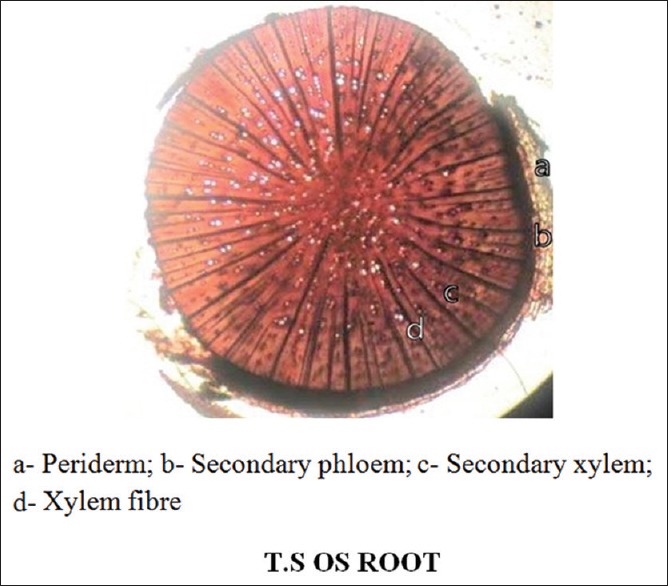 a
b
c
d
a- Periderm; b- Secondary phloem; c- Secondary xylem;
d- Xylem fibre
T.S OS ROOT